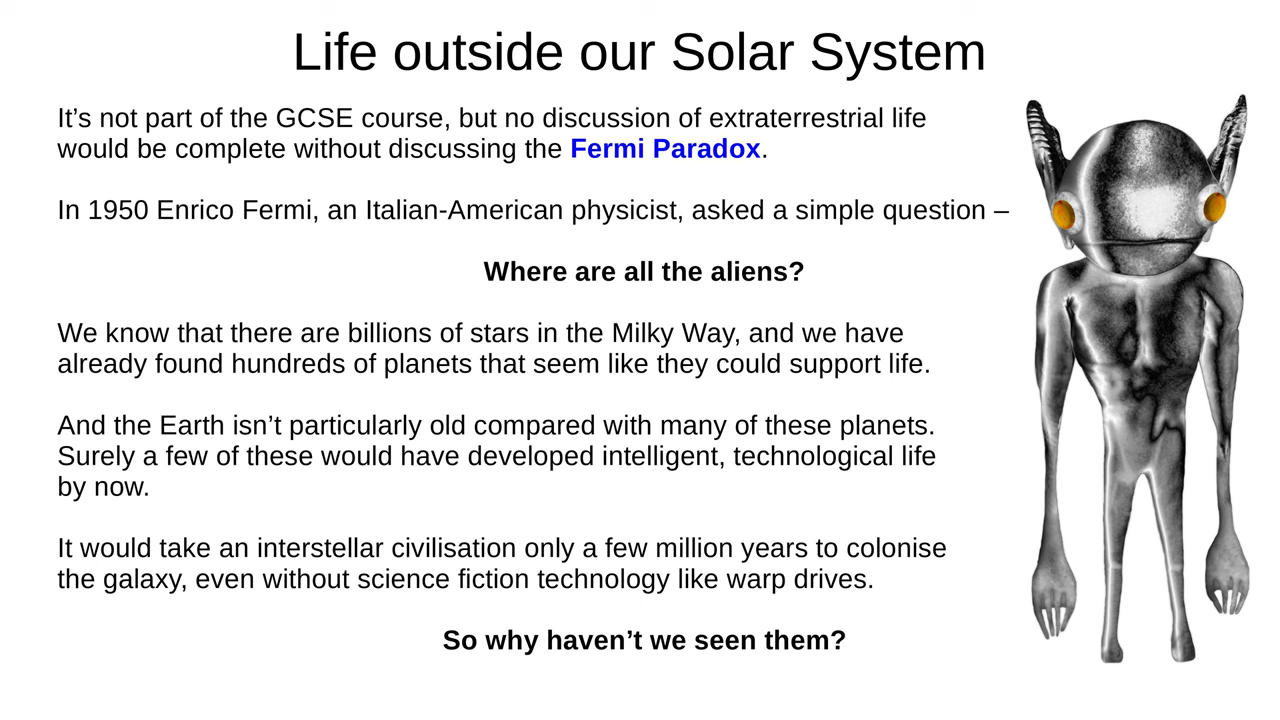 Life outside our Solar System
It’s not part of the GCSE course, but no discussion of extraterrestrial life
would be complete without discussing the Fermi Paradox.
In 1950 Enrico Fermi, an Italian-American physicist, asked a simple question –
Where are all the aliens?
We know that there are billions of stars in the Milky Way, and we have
already found hundreds of planets that seem like they could support life.
And the Earth isn’t particularly old compared with many of these planets.
Surely a few of these would have developed intelligent, technological life
by now.
It would take an interstellar civilisation only a few million years to colonise
the galaxy, even without science fiction technology like warp drives.
So why haven’t we seen them?